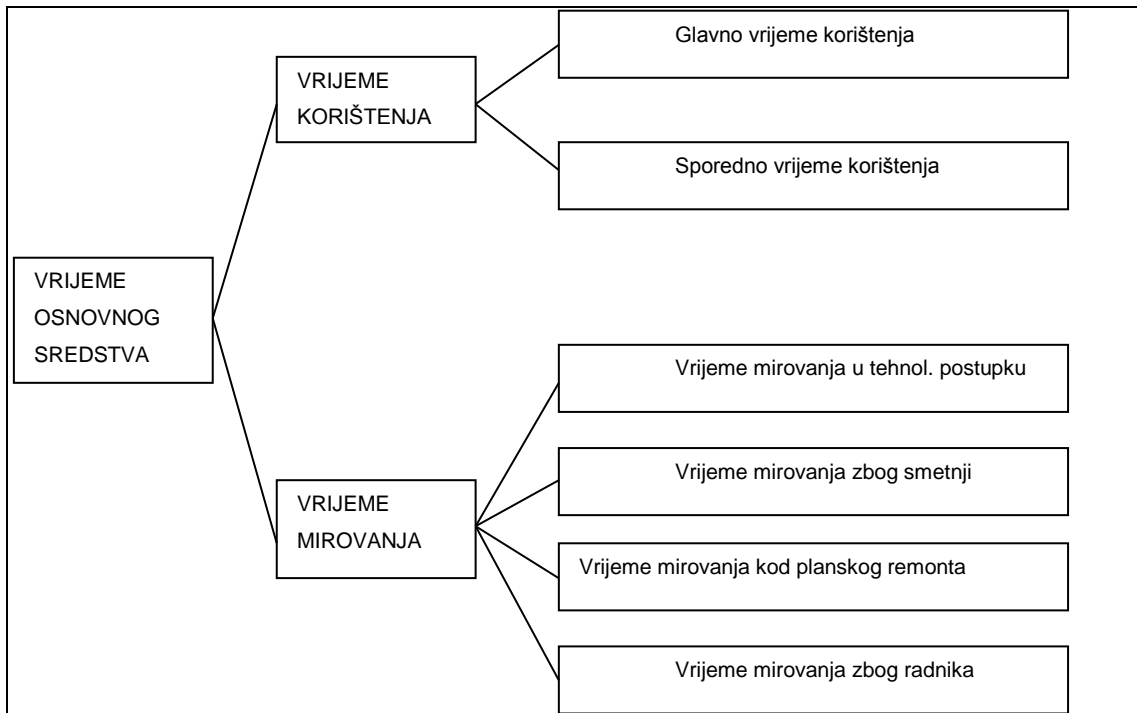 Glavno vrijeme korištenja
VRIJEME
KORIŠTENJA
Sporedno vrijeme korištenja
VRIJEME
OSNOVNOG
SREDSTVA
Vrijeme mirovanja u tehnol. postupku
Vrijeme mirovanja zbog smetnji
VRIJEME
MIROVANJA
Vrijeme mirovanja kod planskog remonta
Vrijeme mirovanja zbog radnika